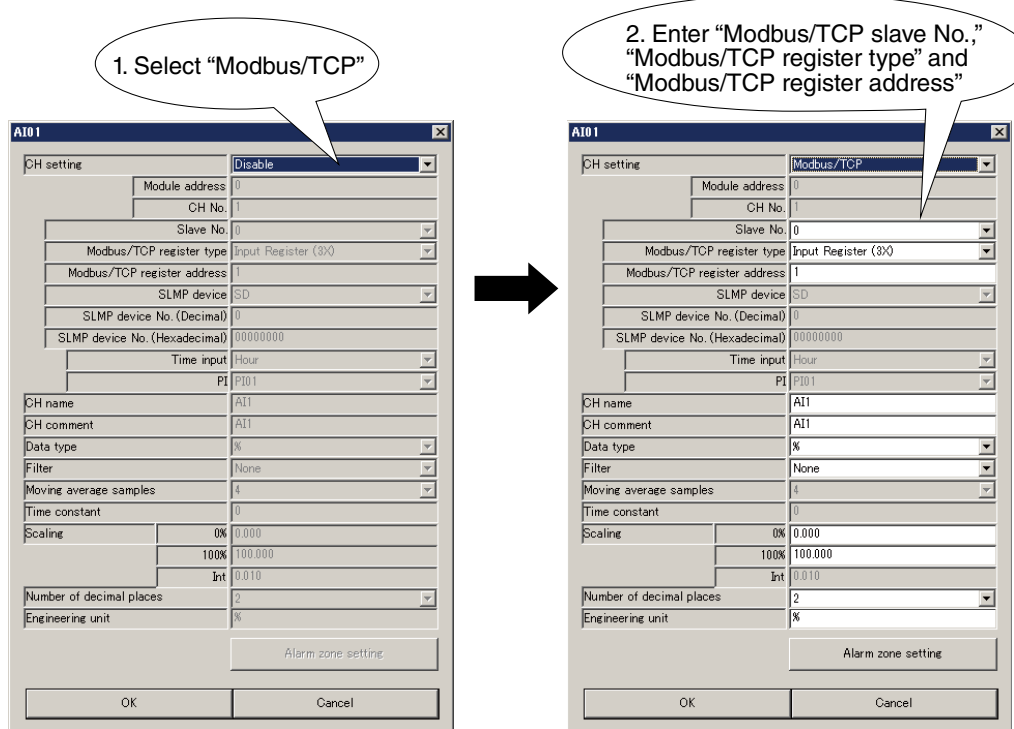 1. Select “Modbus/TCP”
2. Enter “Modbus/TCP slave No.,”
“Modbus/TCP register type” and
“Modbus/TCP register address”
AI01
CH setting Disable
Module address 0
CH No. 1
Slave No. 0
Modbus/TCP register type Input Register (3X)
Modbus/TCP register address 1
SLMP device SD
SLMP device No. (Decimal) 0
SLMP device No. (Hexadecimal) 00000000
Time input Hour
PI PI01
CH name AI1
CH comment AI1
Data type %
Filter None
Moving average samples 4
Time constant 0
Scaling 0% 0.000
100% 100.000
Int 0.010
Number of decimal places 2
Engineering unit %
Alarm zone setting
OK Cancel
AI01
CH setting Modbus/TCP
Module address 0
CH No. 1
Slave No. 0
Modbus/TCP register type Input Register (3X)
Modbus/TCP register address 1
SLMP device SD
SLMP device No. (Decimal) 0
SLMP device No. (Hexadecimal) 00000000
Time input Hour
PI PI01
CH name AI1
CH comment AI1
Data type %
Filter None
Moving average samples 4
Time constant 0
Scaling 0% 0.000
100% 100.000
Int 0.010
Number of decimal places 2
Engineering unit %
Alarm zone setting
OK Cancel